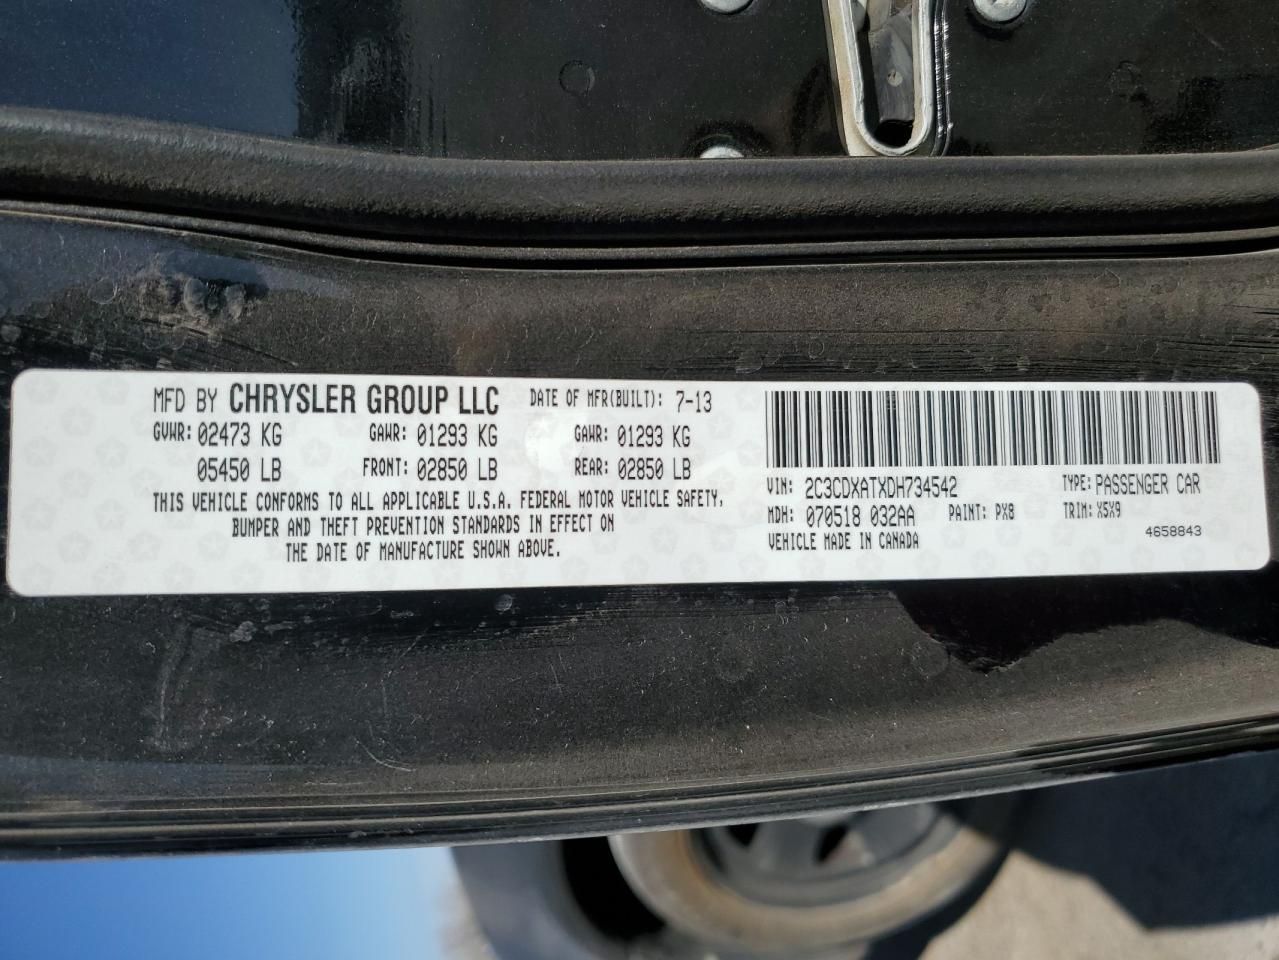 MFD BY CHRYSLER GROUP LLC DATE OF MFR(BUILT): 7-13
GVWR: 02473 KG GAWR: 01293 KG GAWR: 01293 KG
05450 LB FRONT: 02850 LB REAR: 02850 LB
THIS VEHICLE CONFORMS TO ALL APPLICABLE U.S.A. FEDERAL MOTOR VEHICLE SAFETY,
BUMPER AND THEFT PREVENTION STANDARDS IN EFFECT ON
THE DATE OF MANUFACTURE SHOWN ABOVE.
VIN: 2C3CDXATXDH734542 TYPE: PASSENGER CAR
MDH: 070518 032AA PAINT: PX8 TRIM: X5X9
VEHICLE MADE IN CANADA 4658843